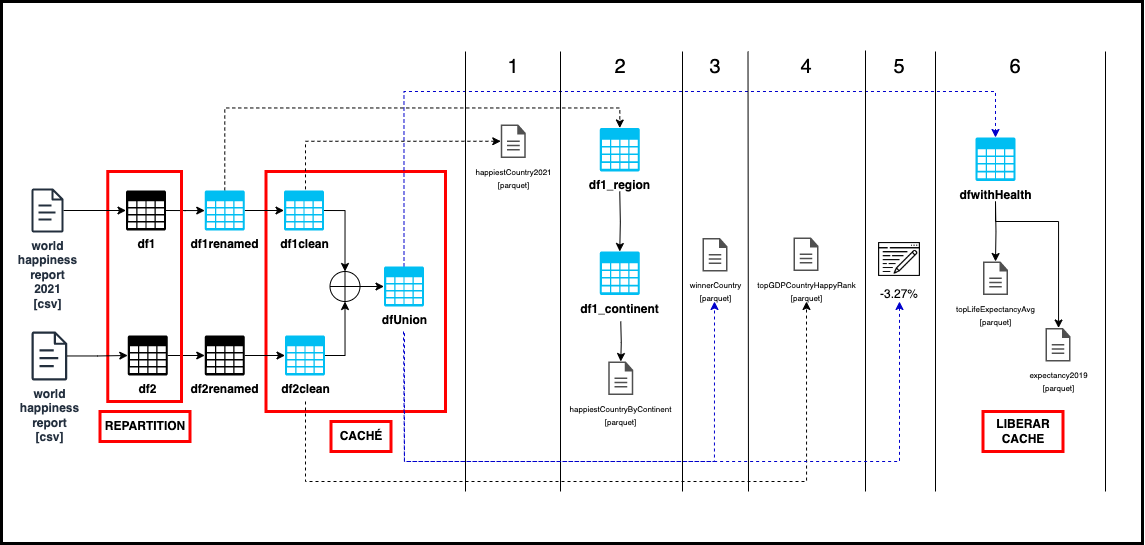 1
2
3
4
5
6
happiestCountry2021
[parquet]
df1_region
dfwithHealth
world
happiness
report
2021
[csv]
df1
df1renamed
df1clean
dfUnion
winnerCountry
[parquet]
topGDPCountryHappyRank
[parquet]
-3.27%
df1_continent
topLifeExpectancyAvg
[parquet]
world
happiness
report
[csv]
df2
df2renamed
df2clean
expectancy2019
[parquet]
happiestCountryByContinent
[parquet]
REPARTITION
CACHÉ
LIBERAR
CACHE